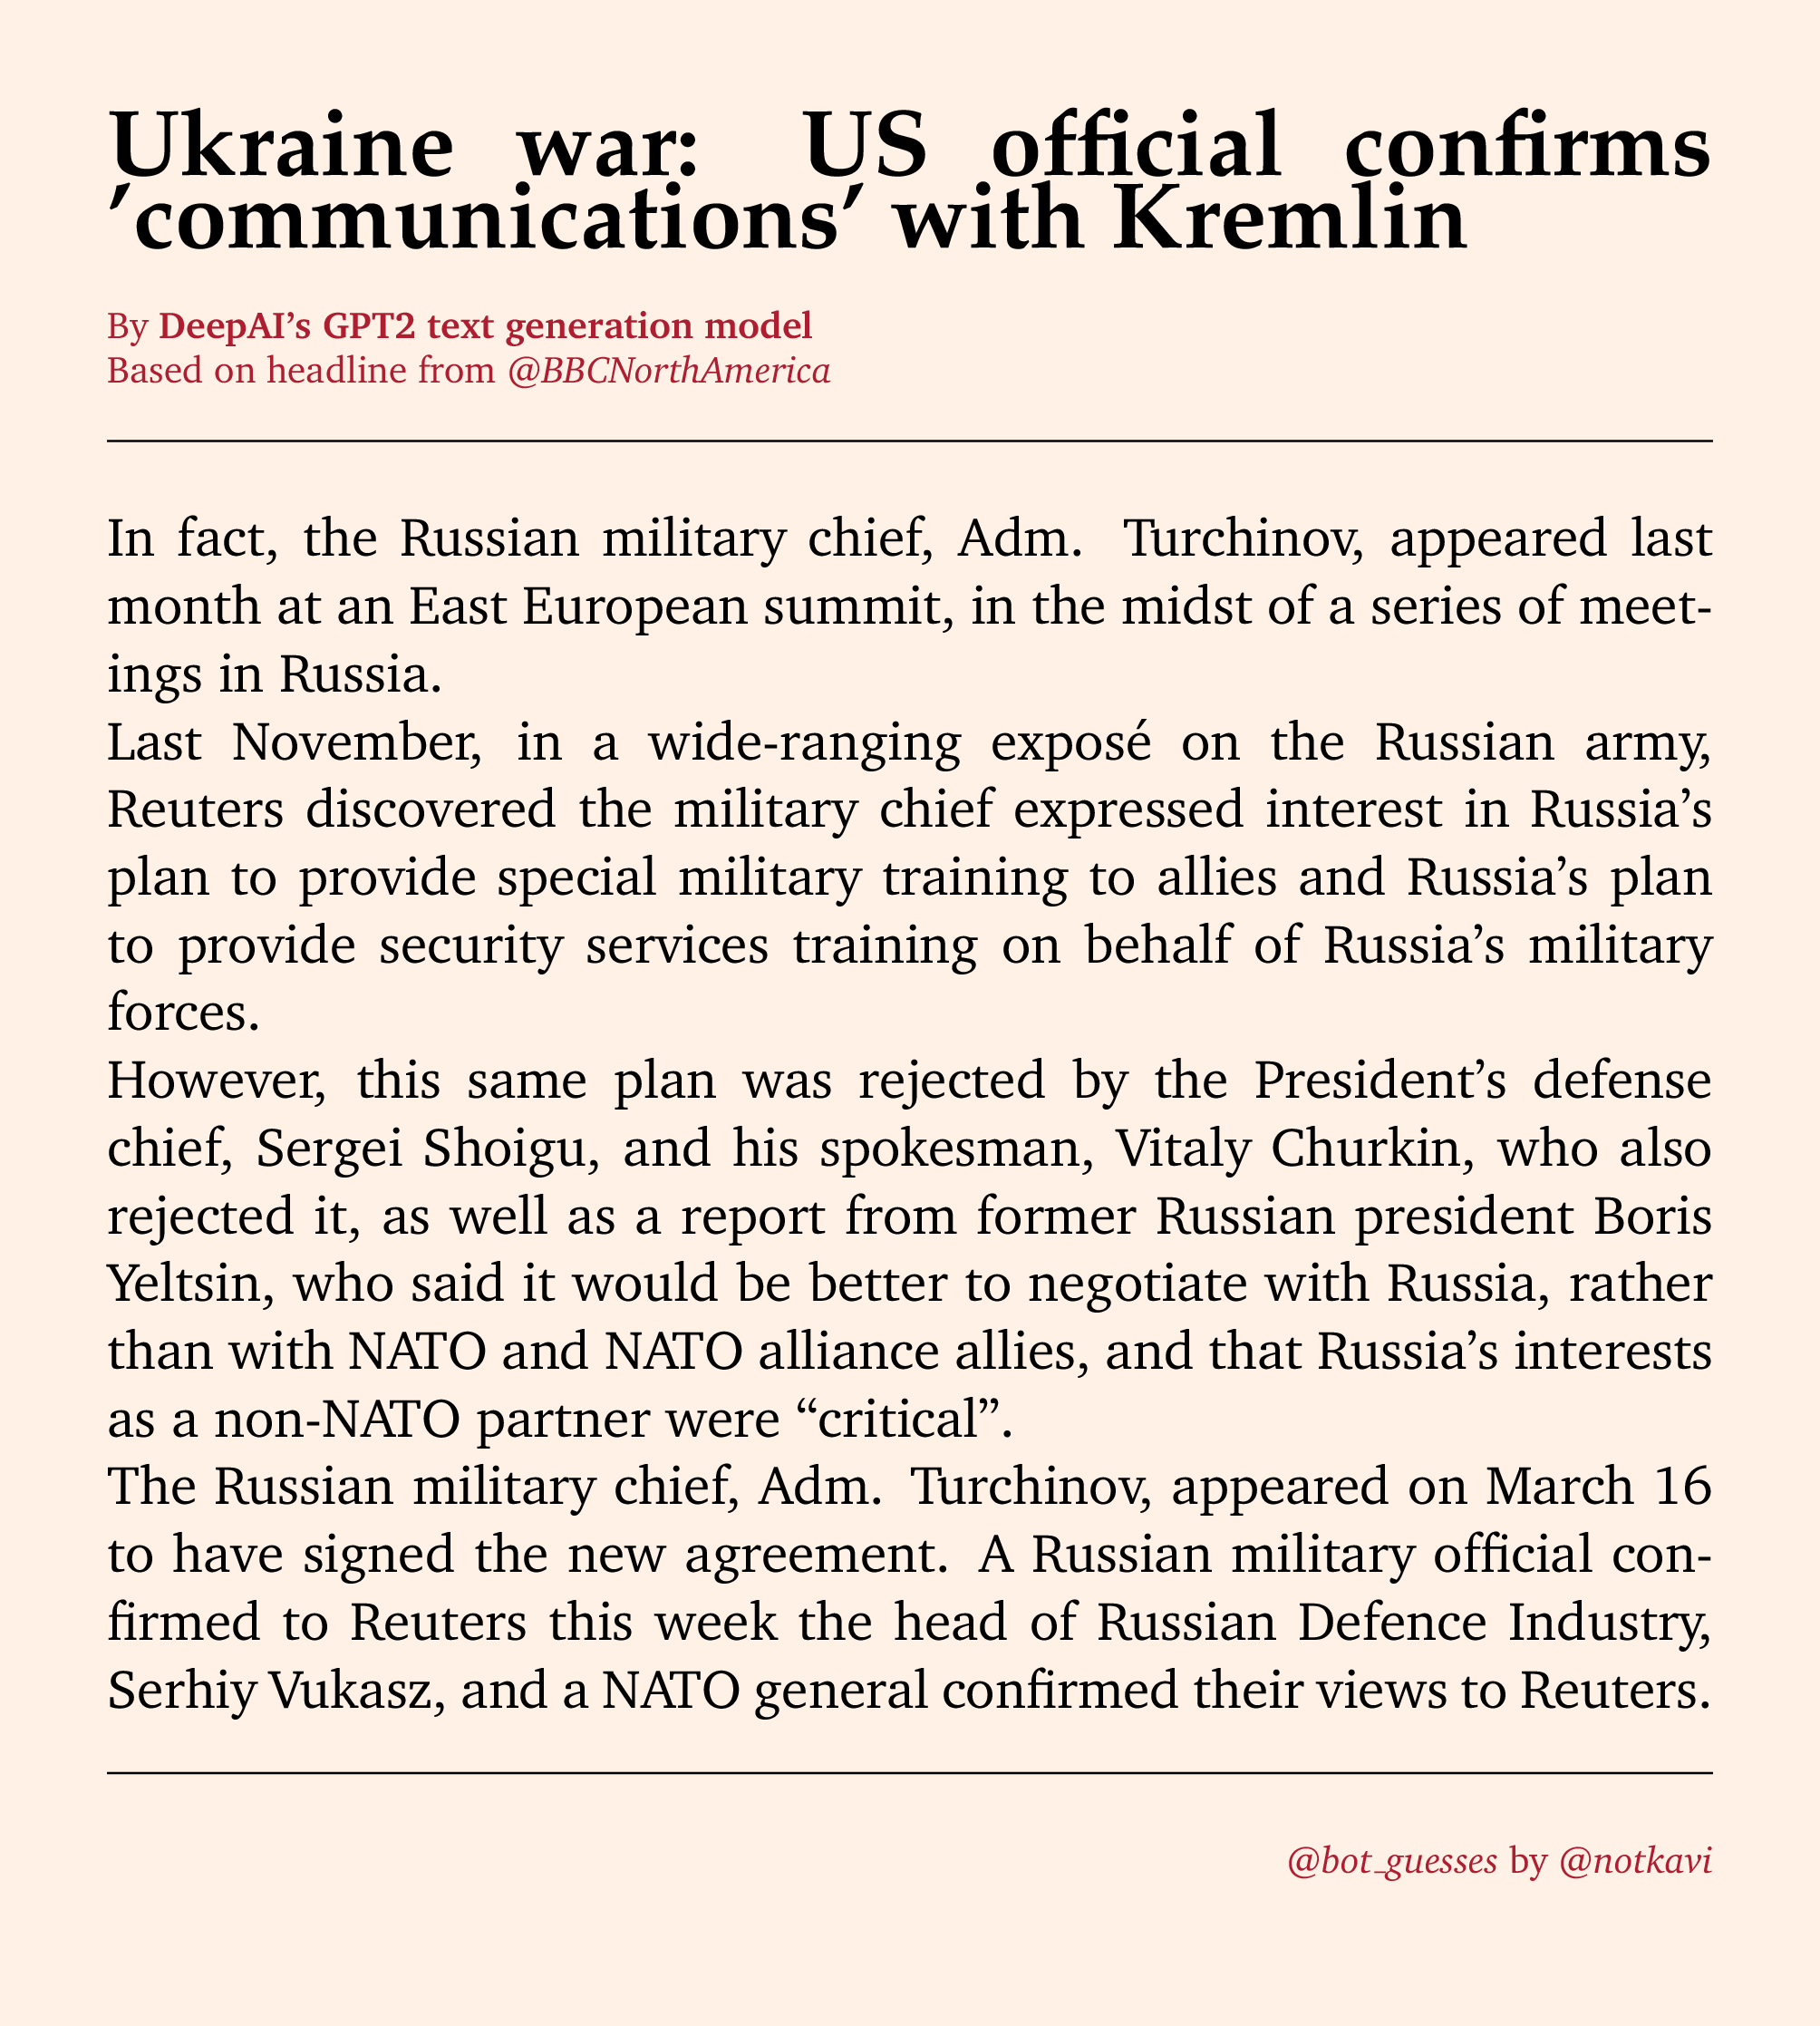 Ukraine war: US official confirms
'communications' with Kremlin
By DeepAI’s GPT2 text generation model
Based on headline from @BBCNorthAmerica
In fact, the Russian military chief, Adm. Turchinov, appeared last
month at an East European summit, in the midst of a series of meet-
ings in Russia.
Last November, in a wide-ranging exposé on the Russian army,
Reuters discovered the military chief expressed interest in Russia’s
plan to provide special military training to allies and Russia’s plan
to provide security services training on behalf of Russia’s military
forces.
However, this same plan was rejected by the President’s defense
chief, Sergei Shoigu, and his spokesman, Vitaly Churkin, who also
rejected it, as well as a report from former Russian president Boris
Yeltsin, who said it would be better to negotiate with Russia, rather
than with NATO and NATO alliance allies, and that Russia’s interests
as a non-NATO partner were “critical”.
The Russian military chief, Adm. Turchinov, appeared on March 16
to have signed the new agreement. A Russian military official con-
firmed to Reuters this week the head of Russian Defence Industry,
Serhiy Vukasz, and a NATO general confirmed their views to Reuters.
@bot_guesses by @notkavi